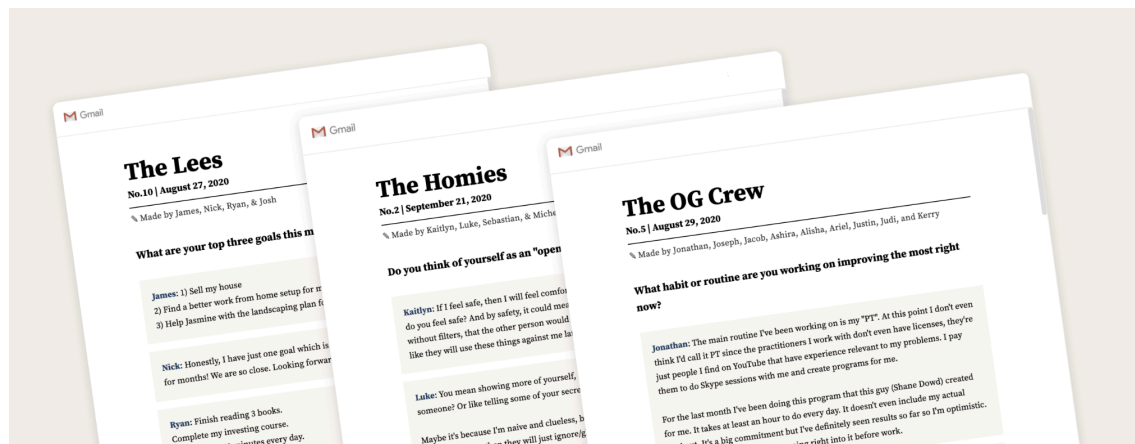 Gmail
The Lees
No.10 | August 27, 2020
✎ Made by James, Nick, Ryan, & Josh
What are your top three goals this m
James: 1) Sell my house
2) Find a better work from home setup for m
3) Help Jasmine with the landscaping plan fo
Nick: Honestly, I have just one goal which is
for months! We are so close. Looking forwar
Ryan: Finish reading 3 books.
Complete my investing course.
minutes every day.
Gmail
The Homies
No.2 | September 21, 2020
✎ Made by Kaitlyn, Luke, Sebastian, & Miche
Do you think of yourself as an "open
Kaitlyn: If I feel safe, then I will feel comfor
do you feel safe? And by safety, it could mea
without filters, that the other person would
like they will use these things against me la
Luke: You mean showing more of yourself,
someone? Or like telling some of your secre
Maybe it's because I'm naive and clueless, b
they will just ignore/g
Gmail
The OG Crew
No.5 | August 29, 2020
✎ Made by Jonathan, Joseph, Jacob, Ashira, Alisha, Ariel, Justin, Judi, and Kerry
What habit or routine are you working on improving the most right
now?
Jonathan: The main routine I've been working on is my "PT". At this point I don't even
think I'd call it PT since the practitioners I work with don't even have licenses, they're
just people I find on YouTube that have experience relevant to my problems. I pay
them to do Skype sessions with me and create programs for me.
For the last month I've been doing this program that this guy (Shane Dowd) created
for me. It takes at least an hour to do every day. It doesn't even include my actual
It's a big commitment but I've definitely seen results so far so I'm optimistic.
right into it before work.